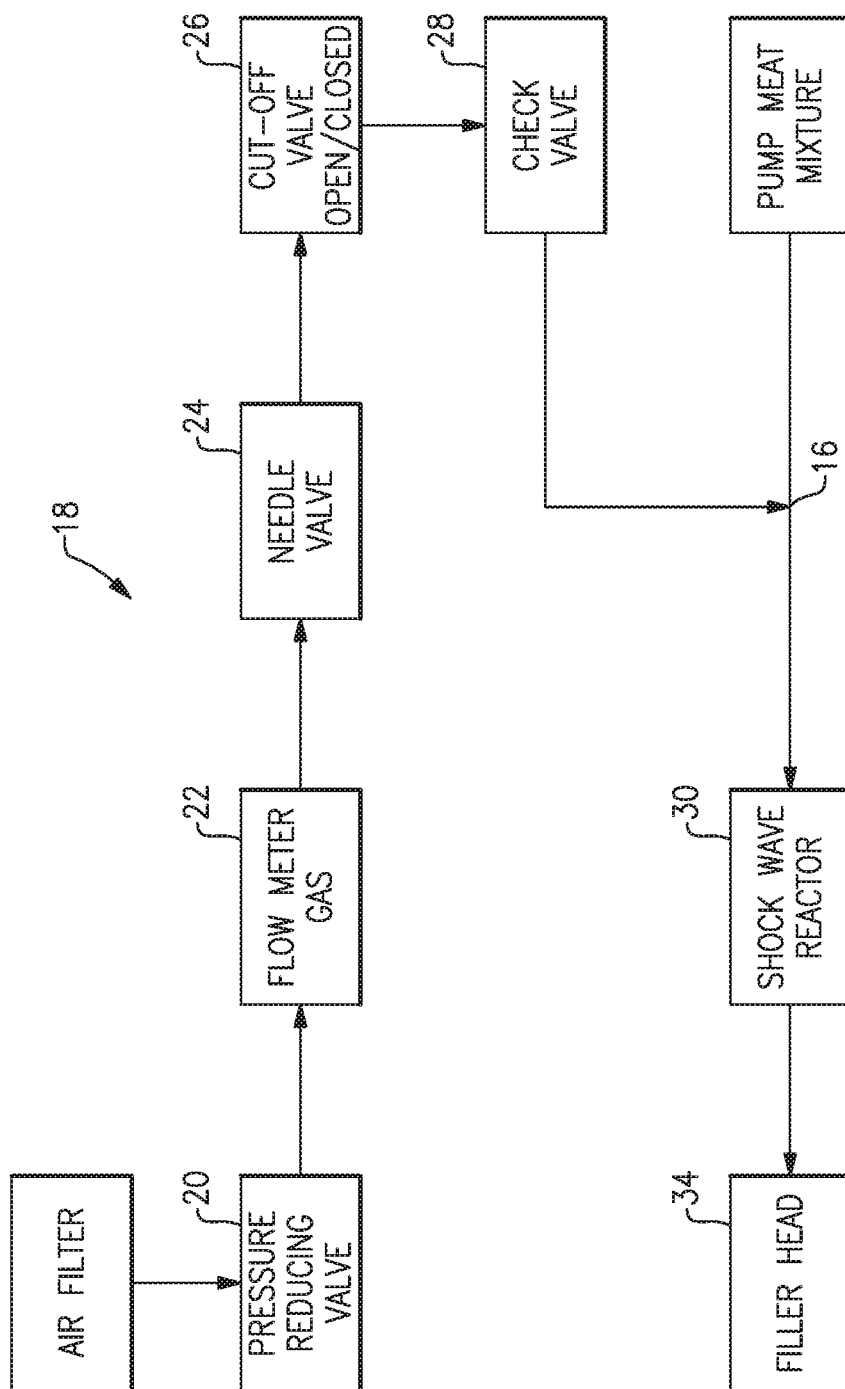 18
AIR FILTER
20
PRESSURE
REDUCING
VALVE
22
FLOW METER
GAS
24
NEEDLE
VALVE
26
CUT-OFF
VALVE
OPEN/CLOSED
28
CHECK
VALVE
PUMP MEAT
MIXTURE
16
30
SHOCK WAVE
REACTOR
34
FILLER HEAD